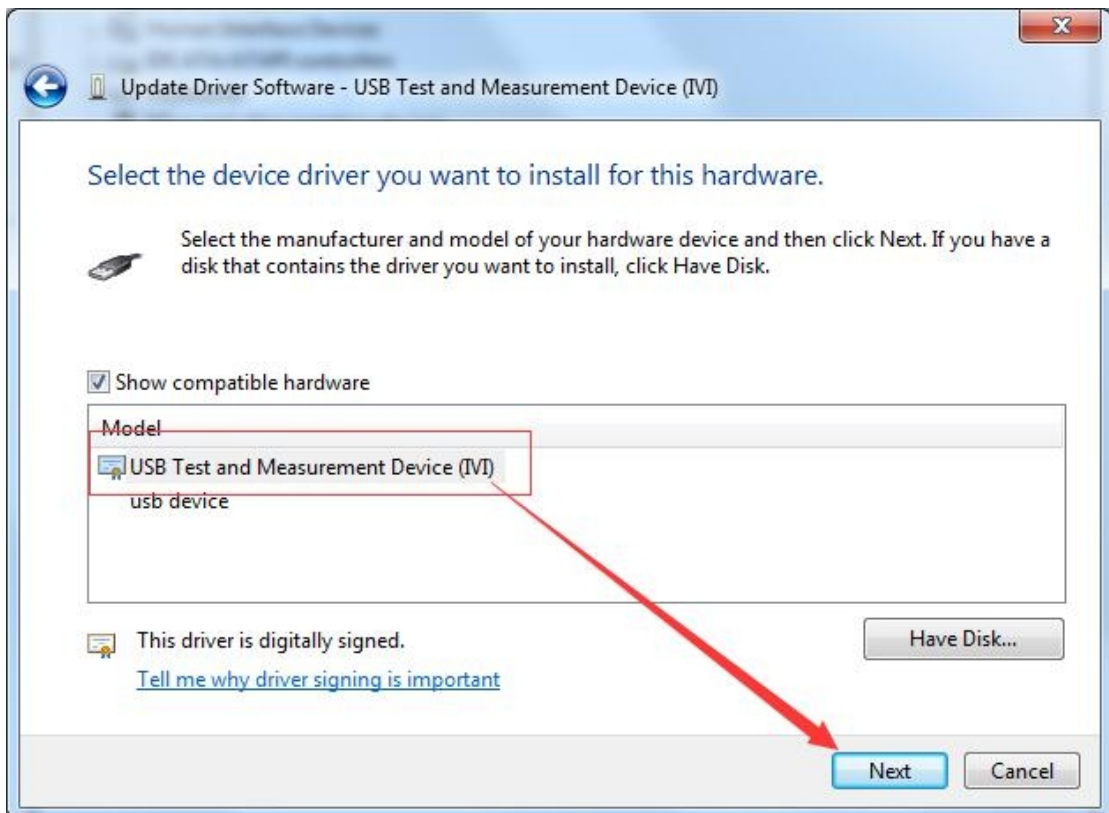 Update Driver Software - USB Test and Measurement Device (IVI)
Select the device driver you want to install for this hardware.
Select the manufacturer and model of your hardware device and then click Next. If you have a
disk that contains the driver you want to install, click Have Disk.
Show compatible hardware
Model
USB Test and Measurement Device (IVI)
usb device
This driver is digitally signed.
Have Disk...
Tell me why driver signing is important
Next
Cancel